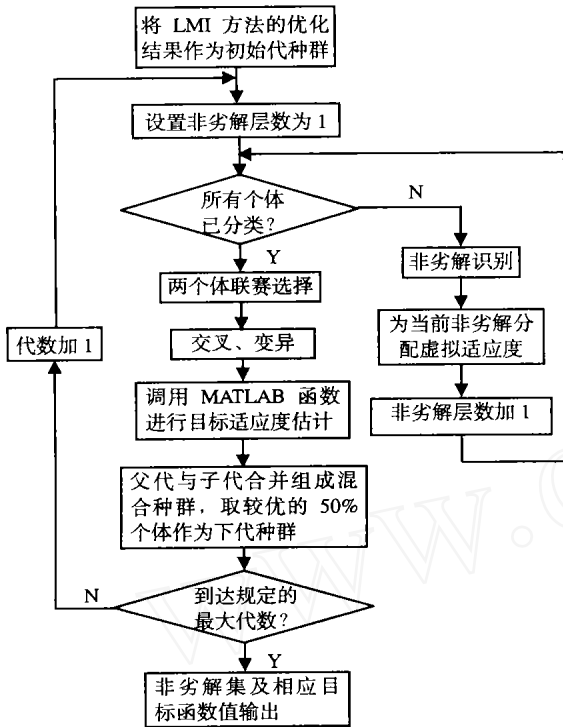 将 LMI 方法的优化
结果作为初始代种群
设置非劣解层数为 1
所有个体
已分类?
N
Y
非劣解识别
两个体联赛选择
为当前非劣解分
配虚拟适应度
代数加 1
交叉、变异
调用 MATLAB 函数
进行目标适应度估计
非劣解层数加 1
父代与子代合并组成混
合种群，取较优的 50%
个体作为下代种群
N
到达规定的
最大代数?
Y
非劣解集及相应目
标函数值输出
www.c